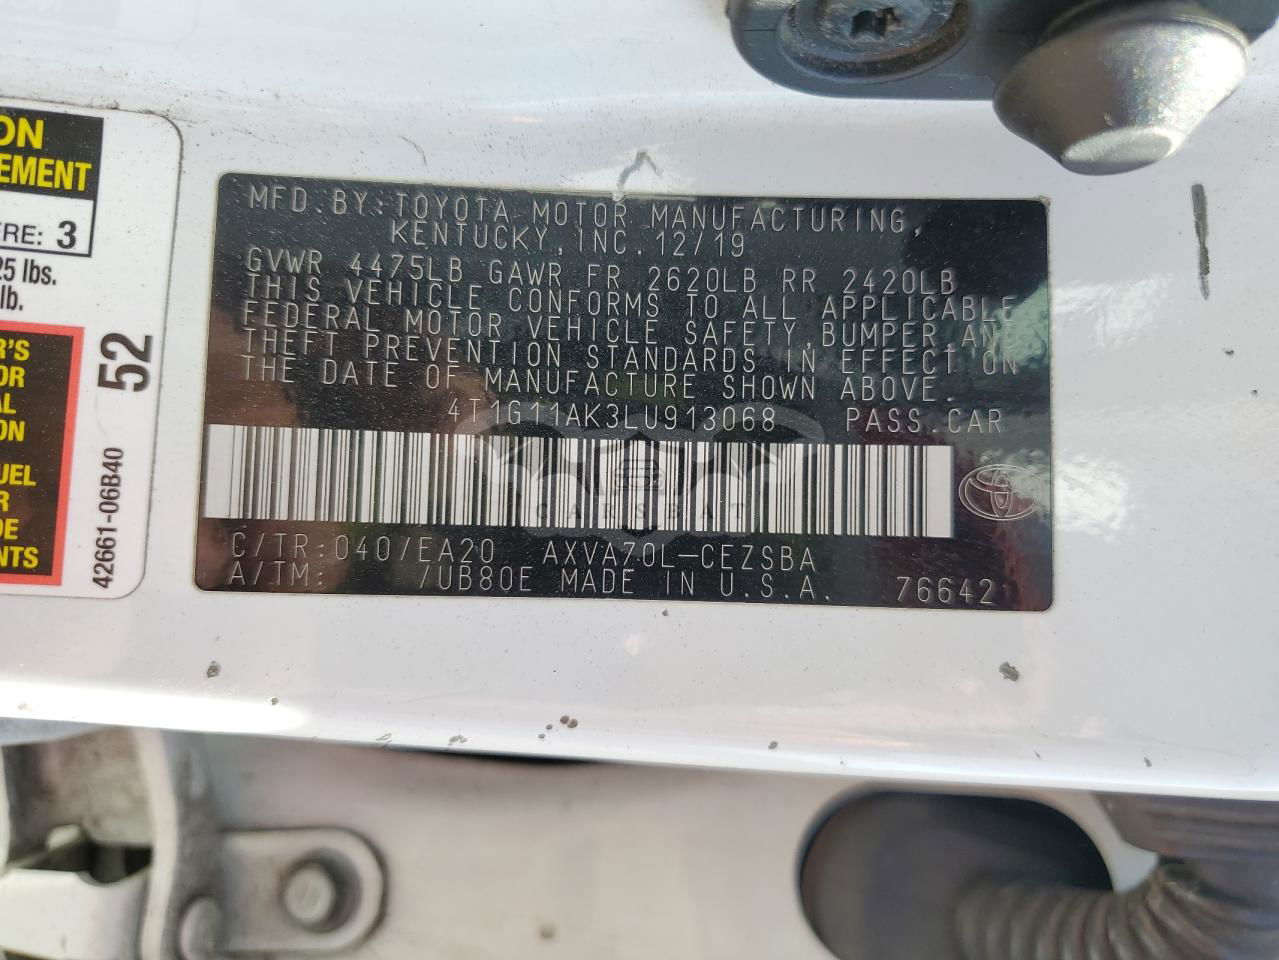 ON
EMENT
ERE: 3
25 lbs.
lb.
R'S
OR
AL
ON
UEL
R
DE
NTS
52
42661-06B40
MFD.BY:TOYOTA MOTOR MANUFACTURING,
KENTUCKY,INC.12/19
GVWR 4475LB GAWR FR 2620LB RR 2420LB
THIS VEHICLE CONFORMS TO ALL APPLICABLE
FEDERAL MOTOR VEHICLE SAFETY,BUMPER,AND
THEFT PREVENTION STANDARDS IN EFFECT ON
THE DATE OF MANUFACTURE SHOWN ABOVE.
4T1G11AK3LU913068 PASS.CAR
CARSBAT
C/TR:040/EA20 AXVA70L-CEZSBA
A/TM: /UB80E MADE IN U.S.A. 76642